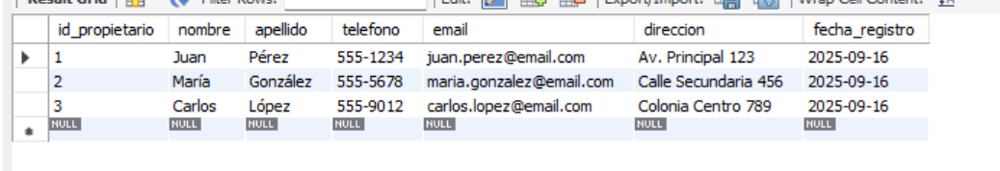 Result Grid Filter Rows: Edit: Export/Import: Wrap Cell Content:
id_propietario nombre apellido telefono email direccion fecha_registro
1 Juan Pérez 555-1234 juan.perez@email.com Av. Principal 123 2025-09-16
2 María González 555-5678 maria.gonzalez@email.com Calle Secundaria 456 2025-09-16
3 Carlos López 555-9012 carlos.lopez@email.com Colonia Centro 789 2025-09-16
NULL NULL NULL NULL NULL NULL NULL